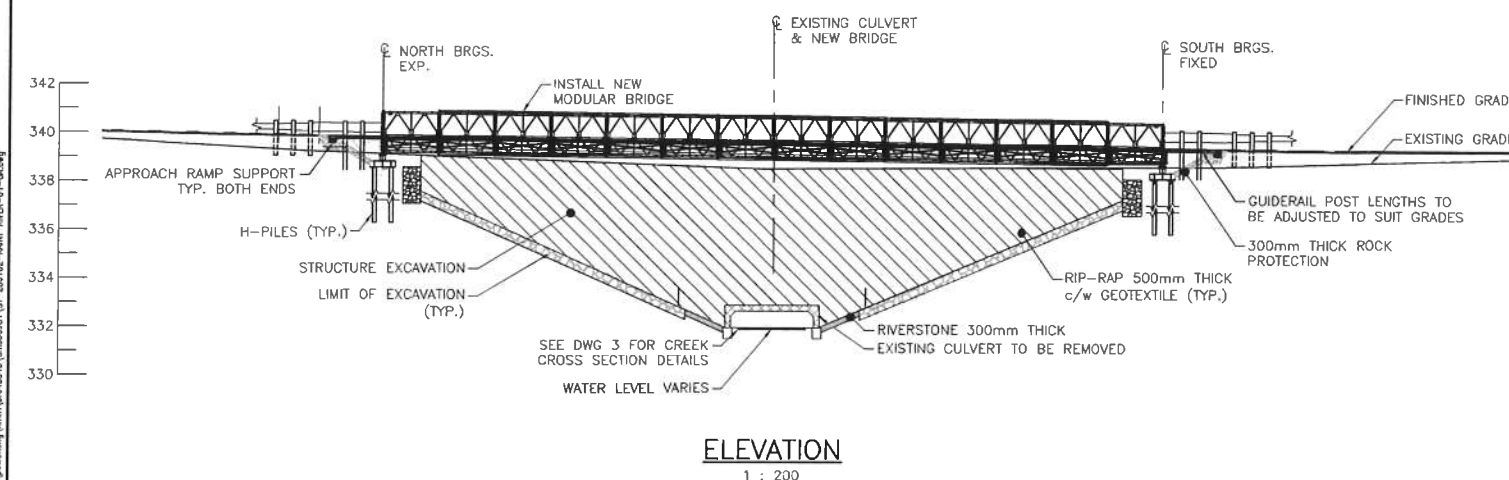 ℄ EXISTING CULVERT
& NEW BRIDGE
℄ NORTH BRGS.
EXP.
℄ SOUTH BRGS.
FIXED
INSTALL NEW
MODULAR BRIDGE
342
340
338
336
334
332
330
FINISHED GRAD
EXISTING GRAD
APPROACH RAMP SUPPORT
TYP. BOTH ENDS
H-PILES (TYP.)
GUIDERAIL POST LENGTHS TO
BE ADJUSTED TO SUIT GRADES
300mm THICK ROCK
PROTECTION
STRUCTURE EXCAVATION
LIMIT OF EXCAVATION
(TYP.)
RIP-RAP 500mm THICK
c/w GEOTEXTILE (TYP.)
SEE DWG 3 FOR CREEK
CROSS SECTION DETAILS
WATER LEVEL VARIES
RIVERSTONE 300mm THICK
EXISTING CULVERT TO BE REMOVED
ELEVATION
1 : 200